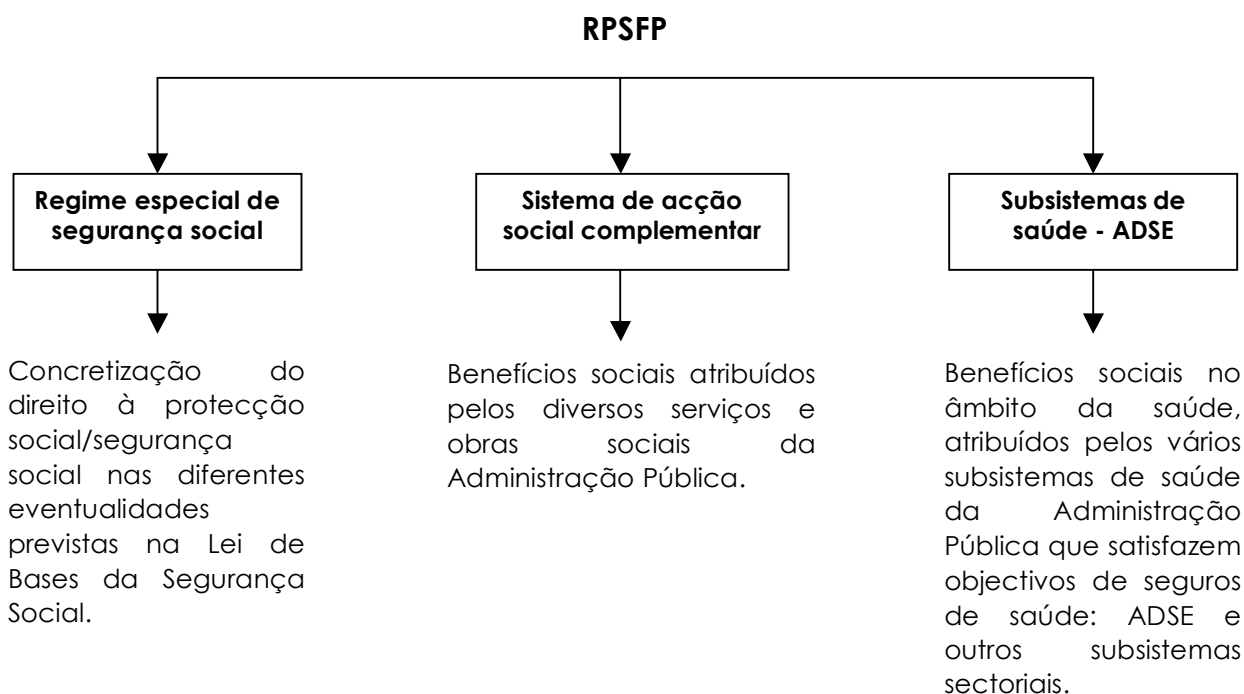 RPSFP
Regime especial de
segurança social
Sistema de acção
social complementar
Subsistemas de
saúde - ADSE
Concretização do
direito à protecção
social/segurança
social nas diferentes
eventualidades
previstas na Lei de
Bases da Segurança
Social.
Benefícios sociais atribuídos
pelos diversos serviços e
obras sociais da
Administração Pública.
Benefícios sociais no
âmbito da saúde,
atribuídos pelos vários
subsistemas de saúde
da Administração
Pública que satisfazem
objectivos de seguros
de saúde: ADSE e
outros subsistemas
sectoriais.